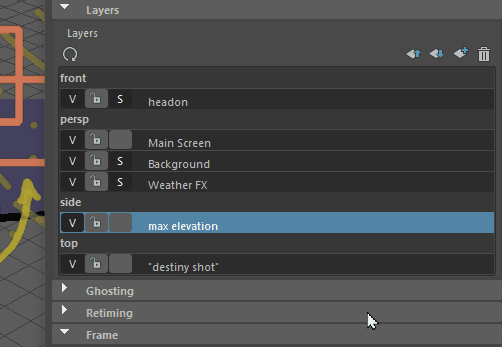 Layers
Layers
front
V S headon
persp
V Main Screen
V S Background
V S Weather FX
side
V max elevation
top
V "destiny shot"
Ghosting
Retiming
Frame